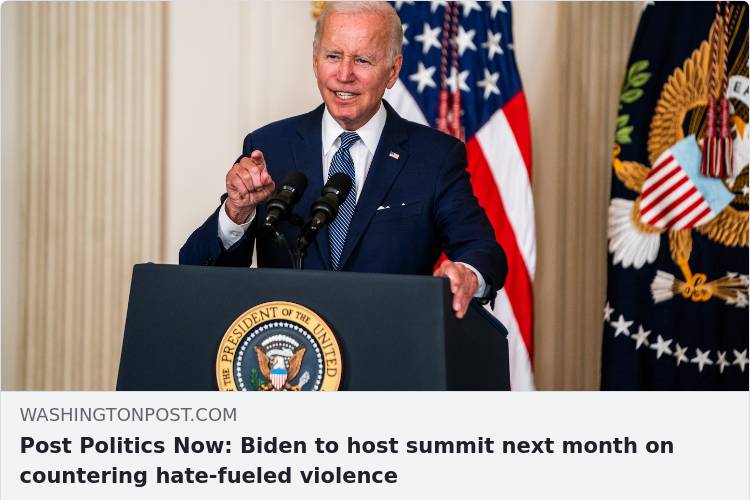 PRESIDENT OF THE UNITED
WASHINGTONPOST.COM
Post Politics Now: Biden to host summit next month on
countering hate-fueled violence